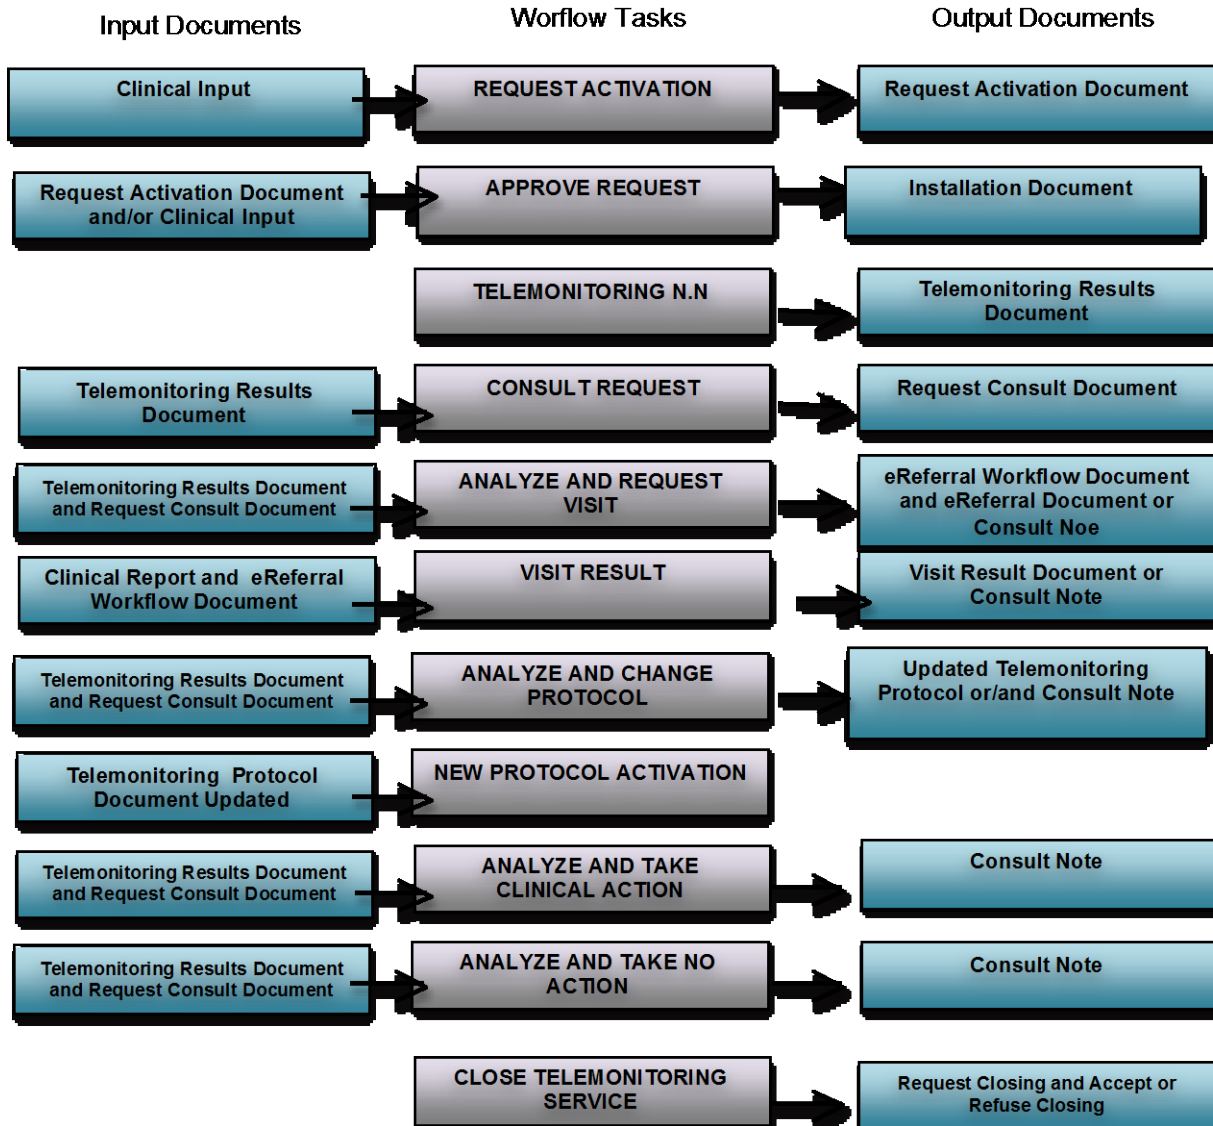 Input Documents
Worflow Tasks
Output Documents
Clinical Input
REQUEST ACTIVATION
Request Activation Document
Request Activation Document
and/or Clinical Input
APPROVE REQUEST
Installation Document
TELEMONITORING N.N
Telemonitoring Results
Document
Telemonitoring Results
Document
CONSULT REQUEST
Request Consult Document
Telemonitoring Results Document
and Request Consult Document
ANALYZE AND REQUEST
VISIT
eReferral Workflow Document
and eReferral Document or
Consult Noe
Clinical Report and eReferral
Workflow Document
VISIT RESULT
Visit Result Document or
Consult Note
Telemonitoring Results Document
and Request Consult Document
ANALYZE AND CHANGE
PROTOCOL
Updated Telemonitoring
Protocol or/and Consult Note
Telemonitoring Protocol
Document Updated
NEW PROTOCOL ACTIVATION
Telemonitoring Results Document
and Request Consult Document
ANALYZE AND TAKE
CLINICAL ACTION
Consult Note
Telemonitoring Results Document
and Request Consult Document
ANALYZE AND TAKE NO
ACTION
Consult Note
CLOSE TELEMONITORING
SERVICE
Request Closing and Accept or
Refuse Closing